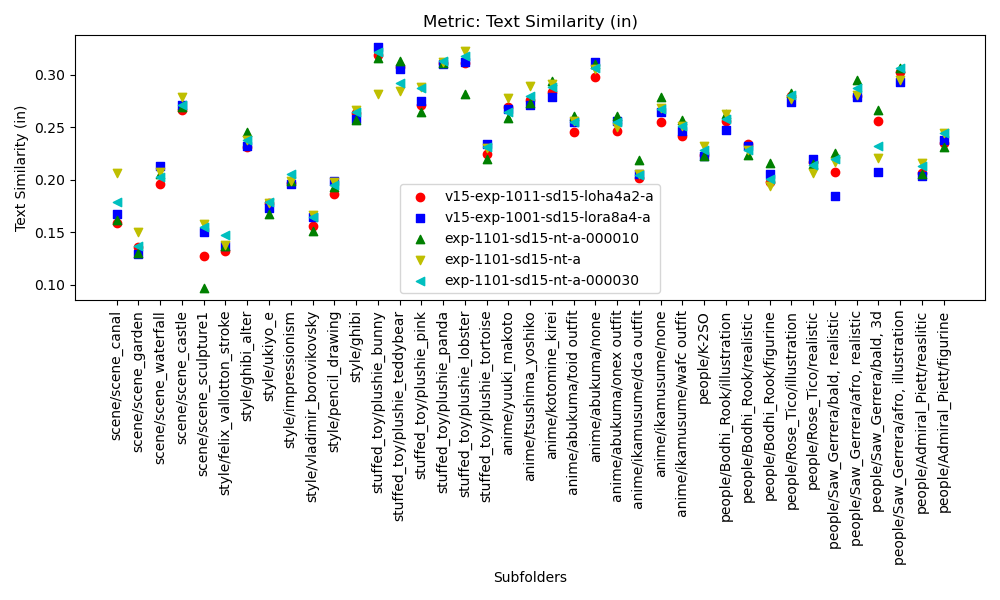 Metric: Text Similarity (in)
Text Similarity (in)
0.30
0.25
0.20
0.15
0.10
v15-exp-1011-sd15-loha4a2-a
v15-exp-1001-sd15-lora8a4-a
exp-1101-sd15-nt-a-000010
exp-1101-sd15-nt-a
exp-1101-sd15-nt-a-000030
scene/scene_canal
scene/scene_garden
scene/scene_waterfall
scene/scene_castle
scene/scene_sculpture1
style/felix_vallotton_stroke
style/ghibi_alter
style/ukiyo_e
style/impressionism
style/vladimir_borovikovsky
style/pencil_drawing
style/ghibi
stuffed_toy/plushie_bunny
stuffed_toy/plushie_teddybear
stuffed_toy/plushie_pink
stuffed_toy/plushie_panda
stuffed_toy/plushie_lobster
stuffed_toy/plushie_tortoise
anime/yuuki_makoto
anime/tsushima_yoshiko
anime/kotomine_kirei
anime/abukuma/toid outfit
anime/abukuma/none
anime/abukuma/onex outfit
anime/ikamusume/dca outfit
anime/ikamusume/none
anime/ikamusume/wafc outfit
people/K-2SO
people/Bodhi_Rook/illustration
people/Bodhi_Rook/realistic
people/Bodhi_Rook/figurine
people/Rose_Tico/illustration
people/Rose_Tico/realistic
people/Saw_Gerrera/bald, realistic
people/Saw_Gerrera/afro, realistic
people/Saw_Gerrera/bald, 3d
people/Saw_Gerrera/afro, illustration
people/Admiral_Piett/reaslitic
people/Admiral_Piett/figurine
Subfolders